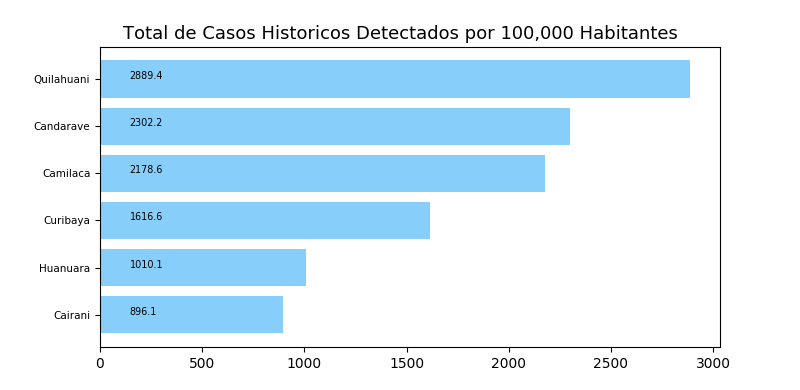 Total de Casos Historicos Detectados por 100,000 Habitantes
Quilahuani 2889.4
Candarave 2302.2
Camilaca 2178.6
Curibaya 1616.6
Huanuara 1010.1
Cairani 896.1
0 500 1000 1500 2000 2500 3000